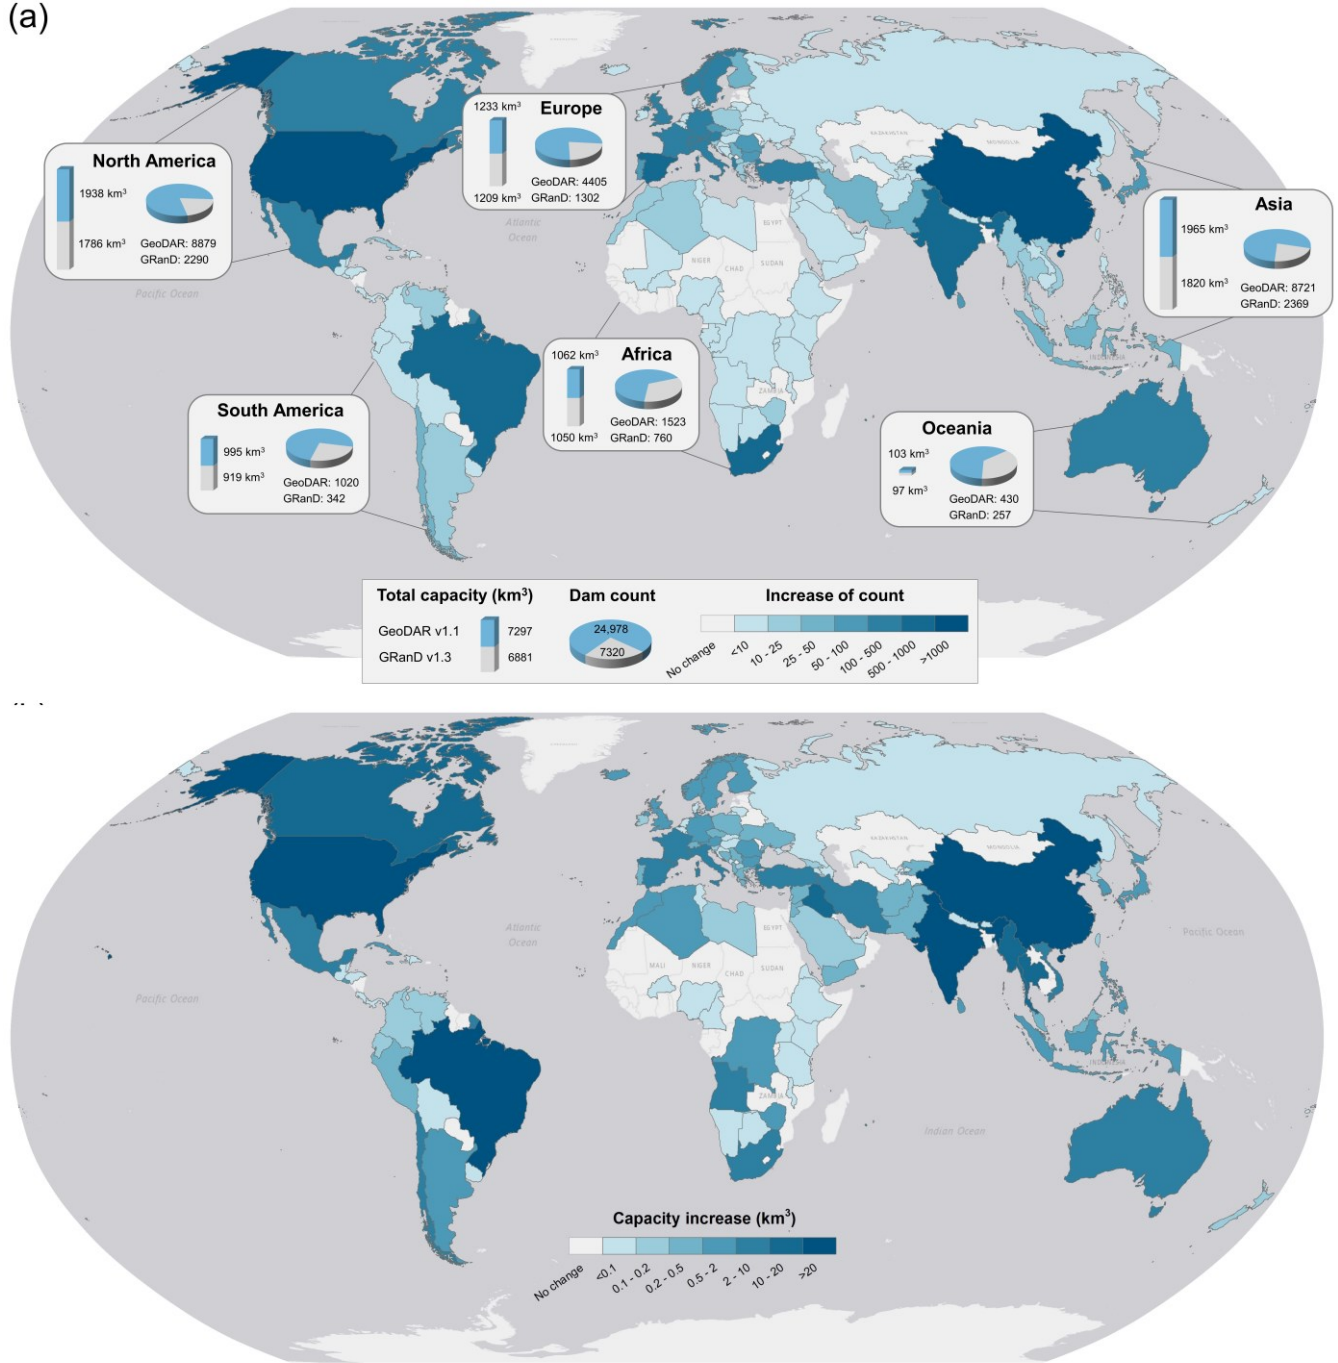 (a)
North America
1938 km³
1786 km³
GeoDAR: 8879
GRanD: 2290
1233 km³
Europe
1209 km³
GeoDAR: 4405
GRanD: 1302
KAZAKHSTAN
MONGOLIA
Asia
1965 km³
1820 km³
GeoDAR: 8721
GRanD: 2369
Atlantic
Ocean
EGYPT
NIGER
CHAD
SUDAN
Pacific Ocean
1062 km³
Africa
1050 km³
GeoDAR: 1523
GRanD: 760
INDONESIA
ZAMBIA
South America
995 km³
919 km³
GeoDAR: 1020
GRanD: 342
Oceania
103 km³
97 km³
GeoDAR: 430
GRanD: 257
Total capacity (km³)
Dam count
Increase of count
GeoDAR v1.1
7297
24,978
GRanD v1.3
6881
7320
No change
<10
10 - 25
25 - 50
50 - 100
100 - 500
500 - 1000
>1000
KAZAKHSTAN
MONGOLIA
Atlantic
Ocean
EGYPT
Pacific Ocean
MALI
NIGER
CHAD
SUDAN
Pacific Ocean
INDONESIA
ZAMBIA
Indian Ocean
Capacity increase (km³)
No change
<0.1
0.1 - 0.2
0.2 - 0.5
0.5 - 2
2 - 10
10 - 20
>20